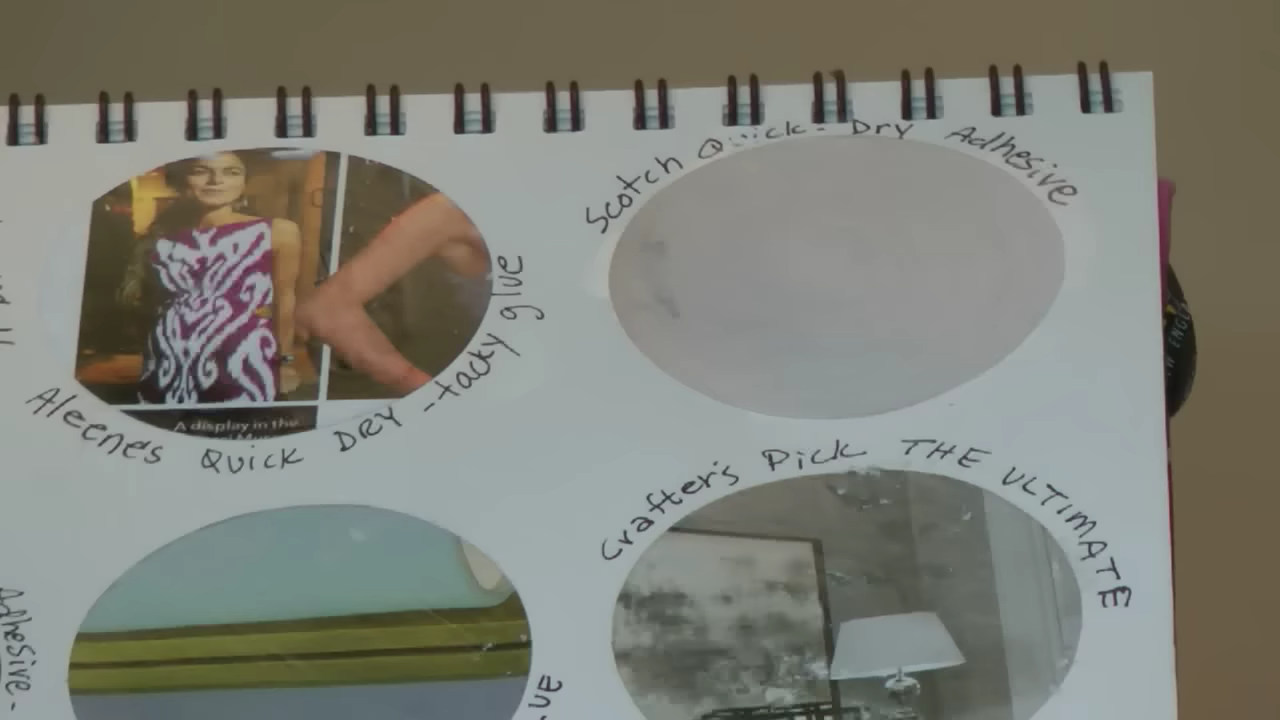 Scotch Quick-Dry Adhesive
A display in the
Aleenes QUICK DRY -tacky glue
Crafter's Pick THE ULTIMATE
Adhesive-